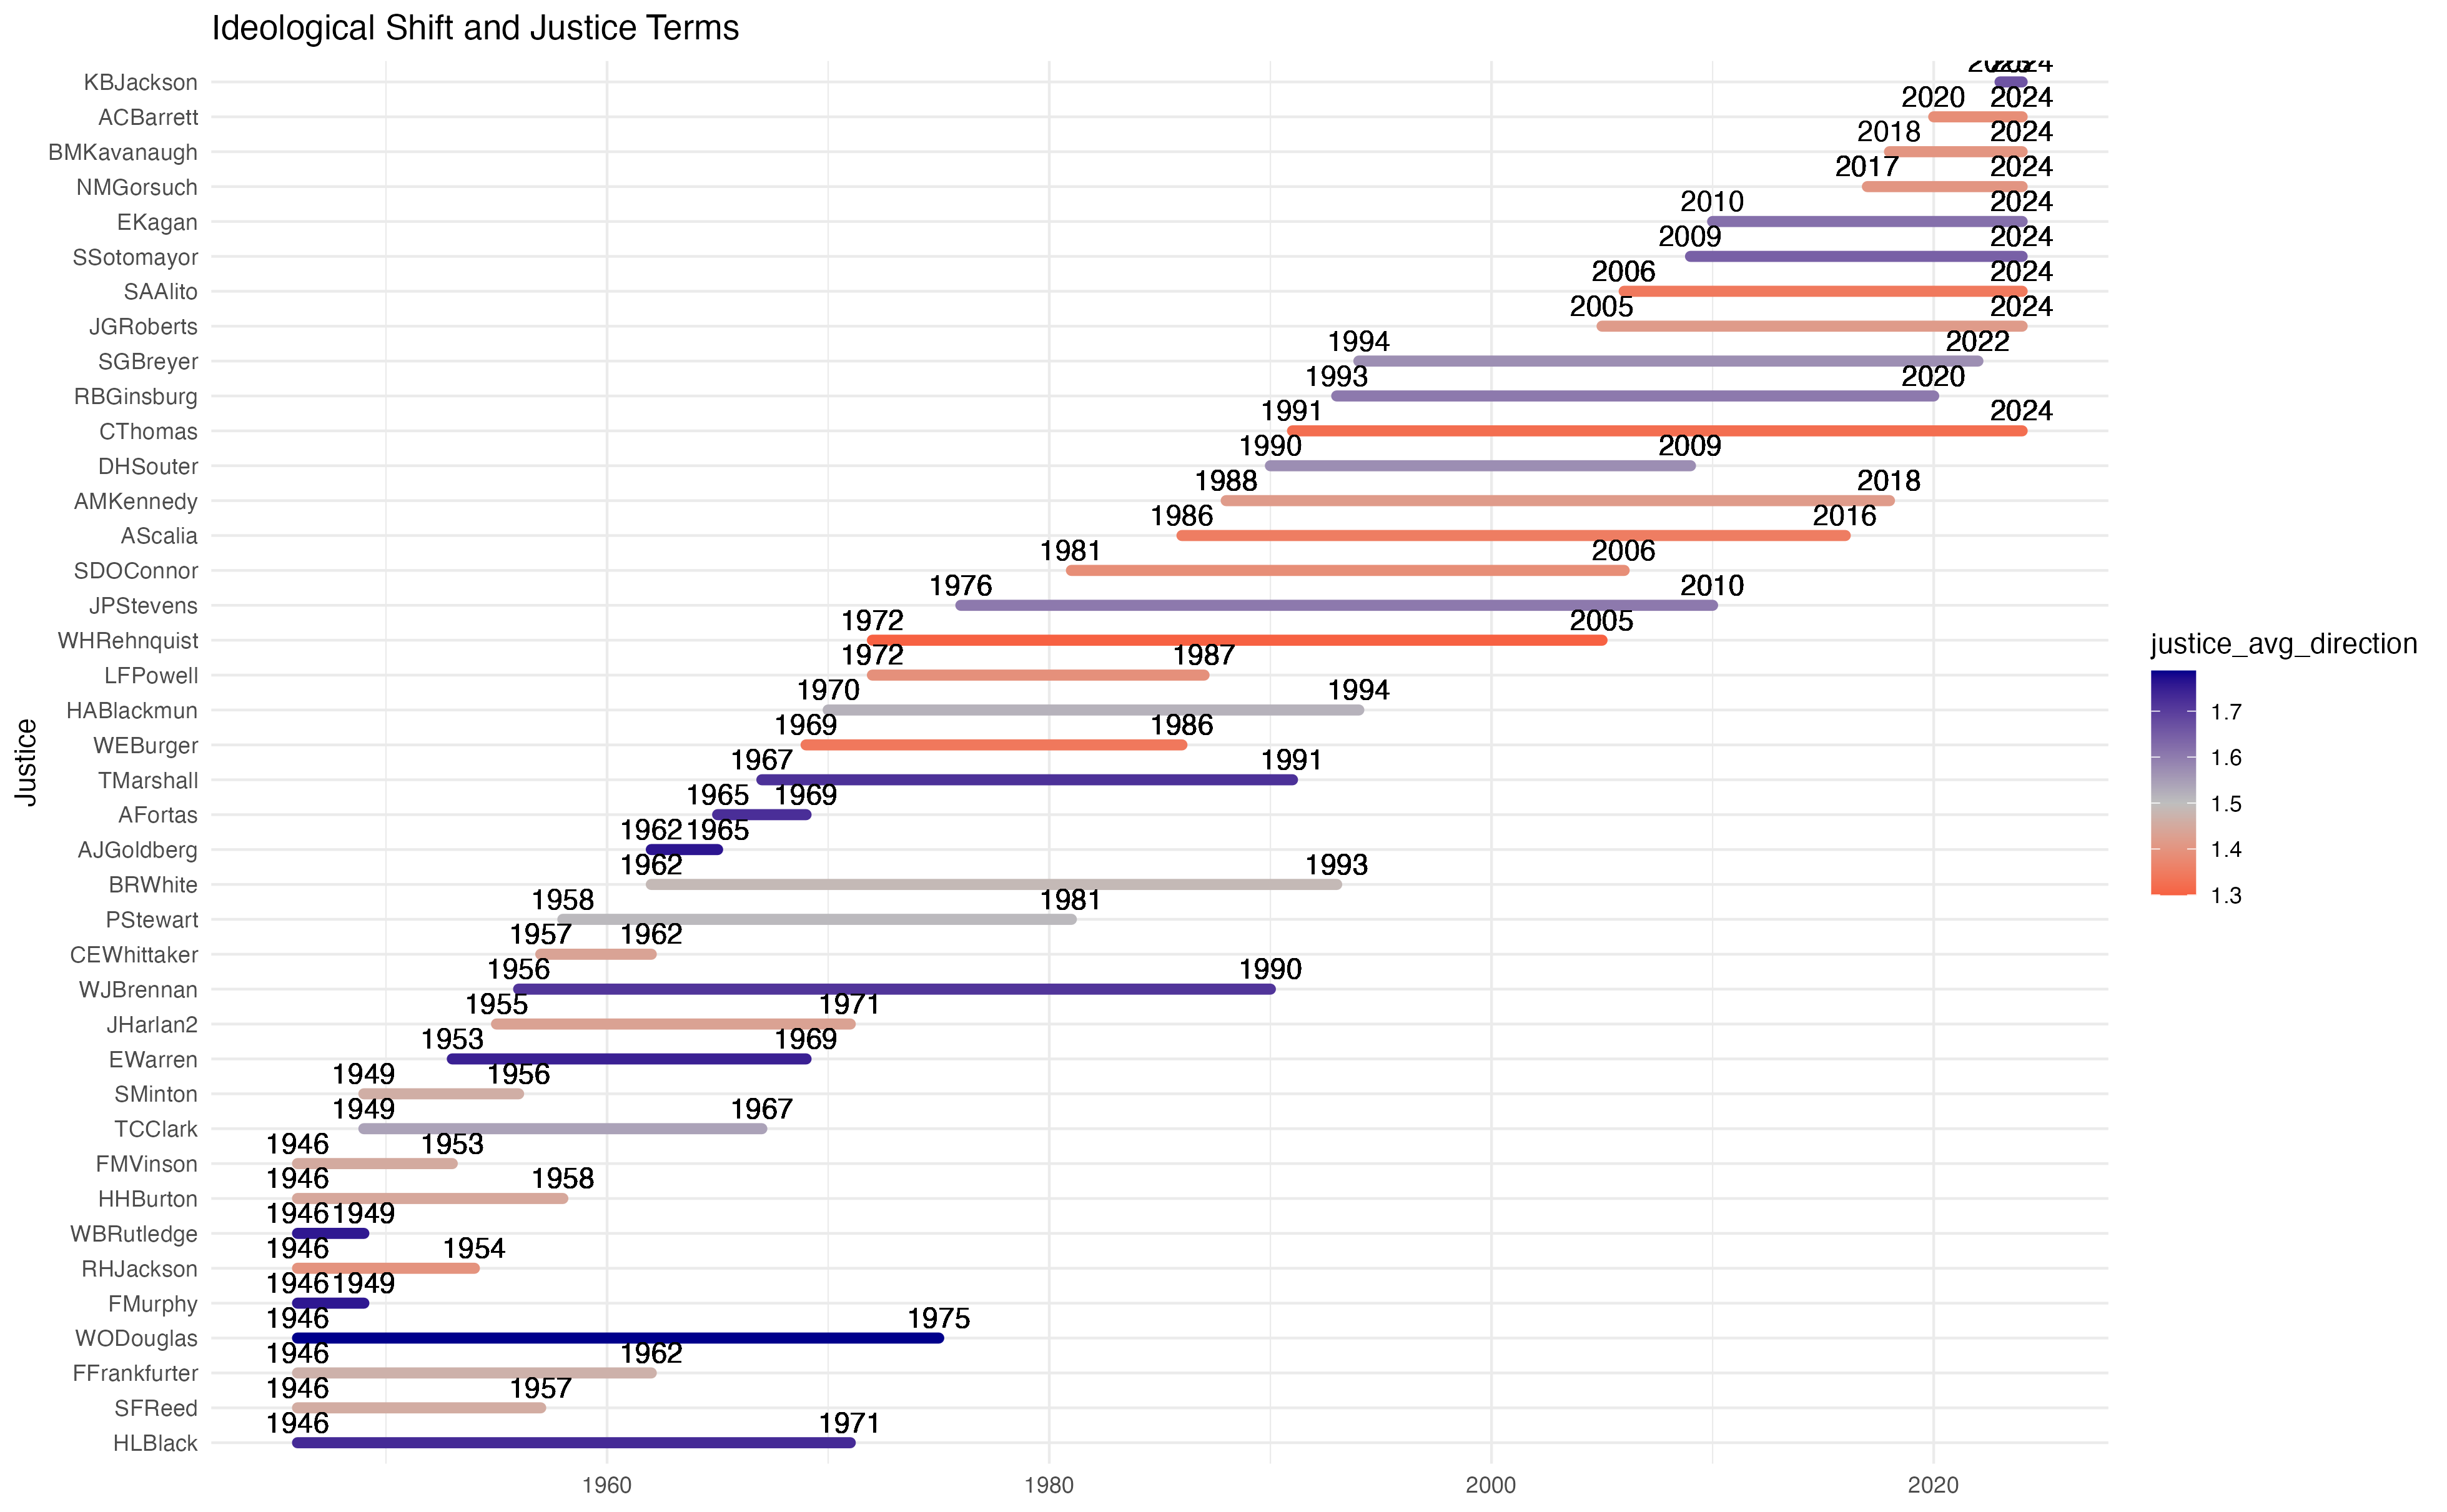 Ideological Shift and Justice Terms
Justice
KBJackson 2024
ACBarrett 2020 2024
BMKavanaugh 2018 2024
NMGorsuch 2017 2024
EKagan 2010 2024
SSotomayor 2009 2024
SAAlito 2006 2024
JGRoberts 2005 2024
SGBreyer 1994 2022
RBGinsburg 1993 2020
CThomas 1991 2024
DHSouter 1990 2009
AMKennedy 1988 2018
AScalia 1986 2016
SDOConnor 1981 2006
JPStevens 1976 2010
WHRehnquist 1972 2005
LFPowell 1972 1987
HABlackmun 1970 1994
WEBurger 1969 1986
TMarshall 1967 1991
AFortas 1965 1969
AJGoldberg 1962 1965
BRWhite 1962 1993
PStewart 1958 1981
CEWhittaker 1957 1962
WJBrennan 1956 1990
JHarlan2 1955 1971
EWarren 1953 1969
SMinton 1949 1956
TCClark 1949 1967
FMVinson 1946 1953
HHBurton 1946 1958
WBRutledge 1946 1949
RHJackson 1946 1954
FMurphy 1946 1949
WODouglas 1946 1975
FFrankfurter 1946 1962
SFReed 1946 1957
HLBlack 1946 1971
1960 1980 2000 2020
justice_avg_direction
1.7
1.6
1.5
1.4
1.3